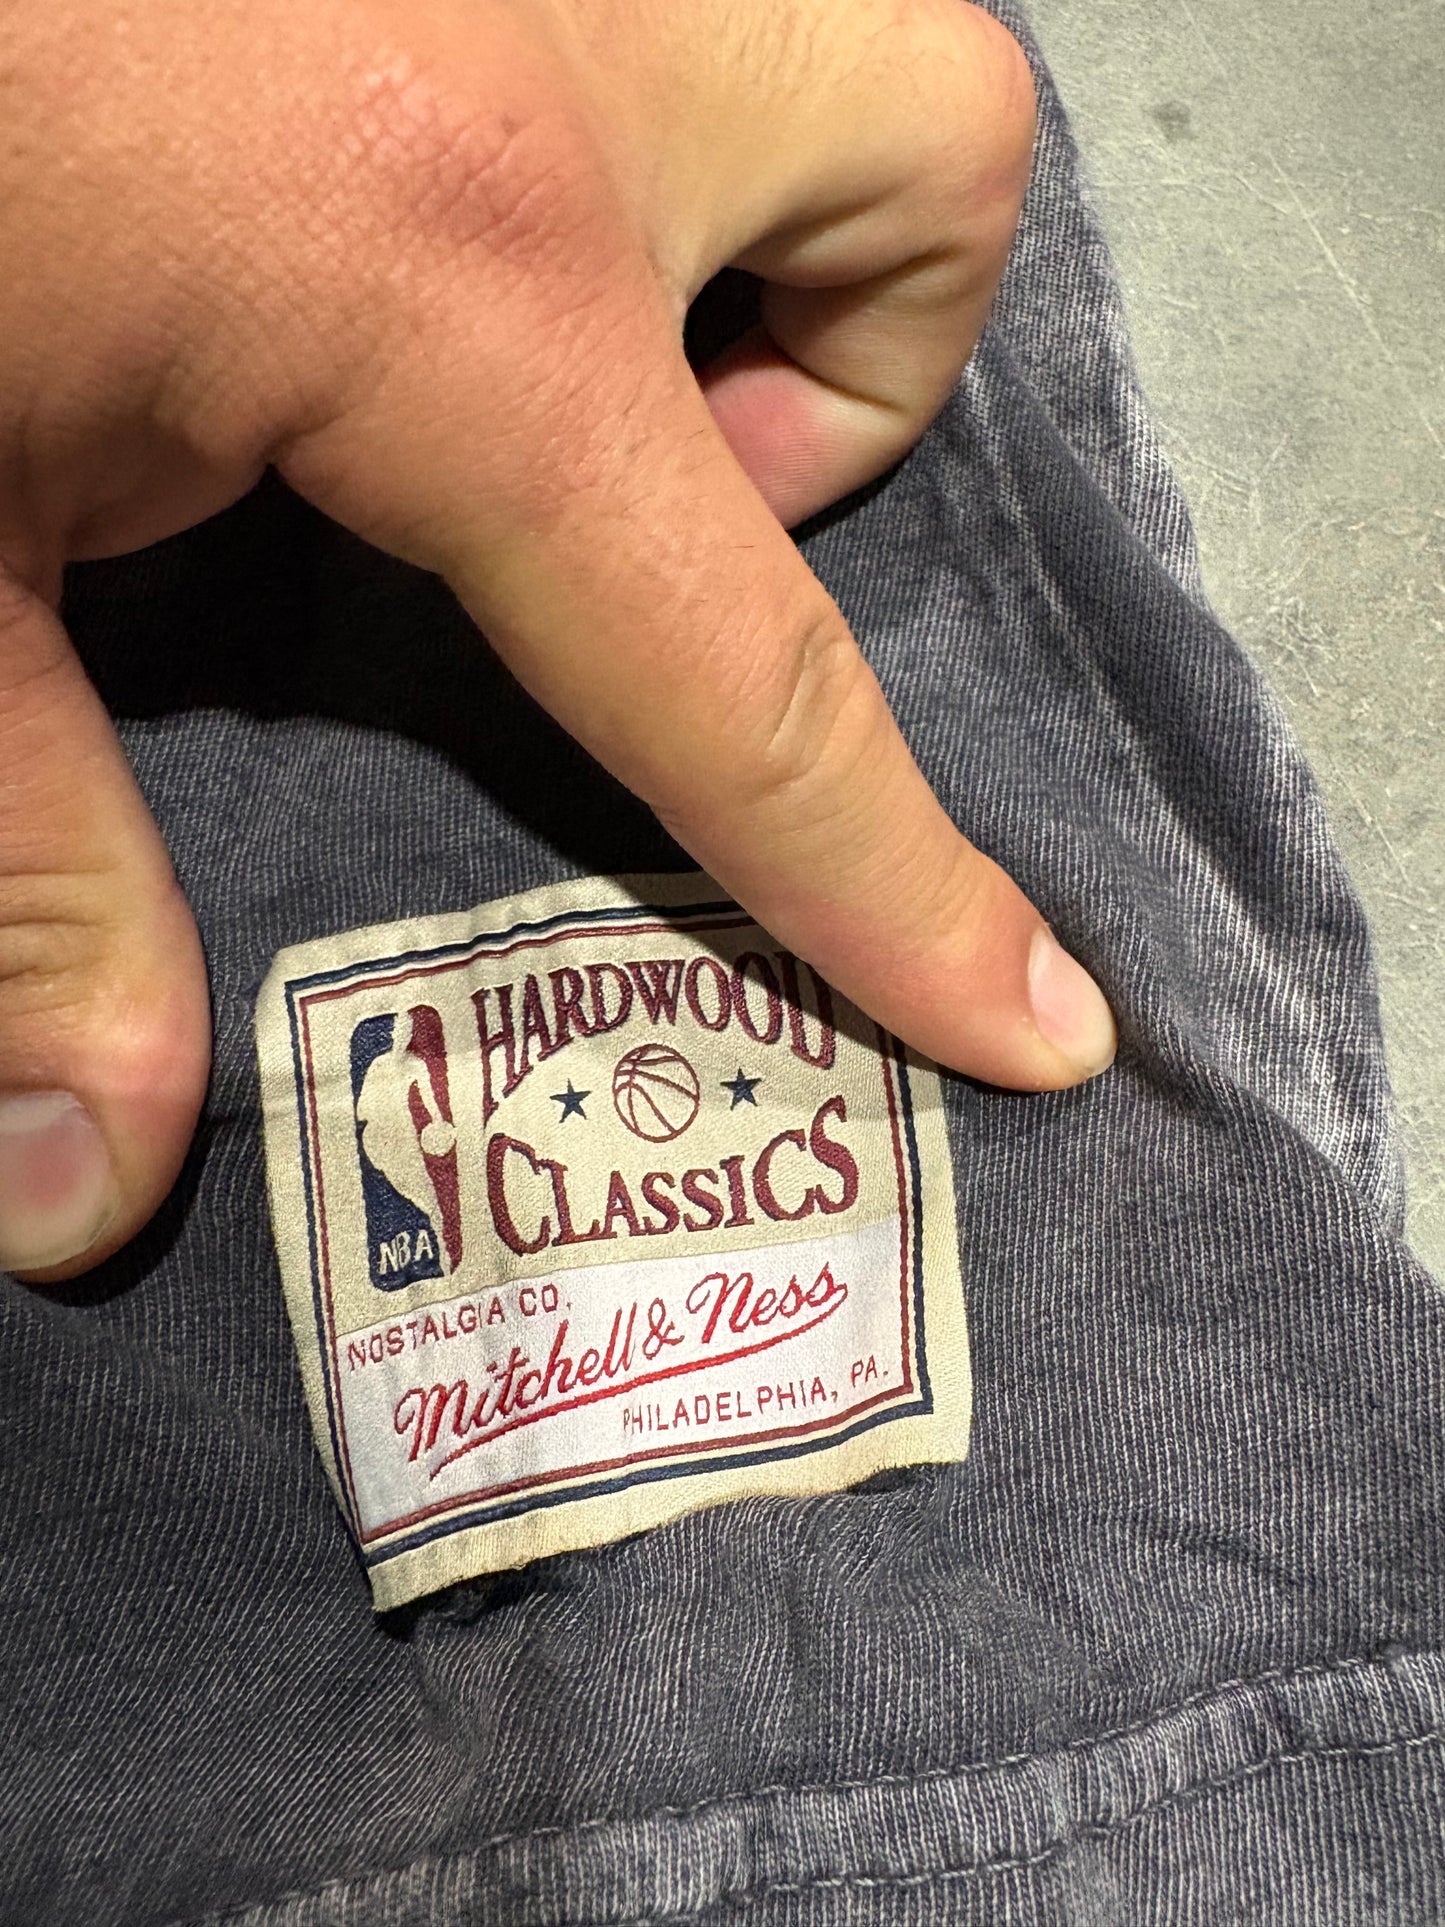 HARDWOOD
CLASSICS
NBA
NOSTALGIA CO.
Mitchell & Ness
PHILADELPHIA, PA.